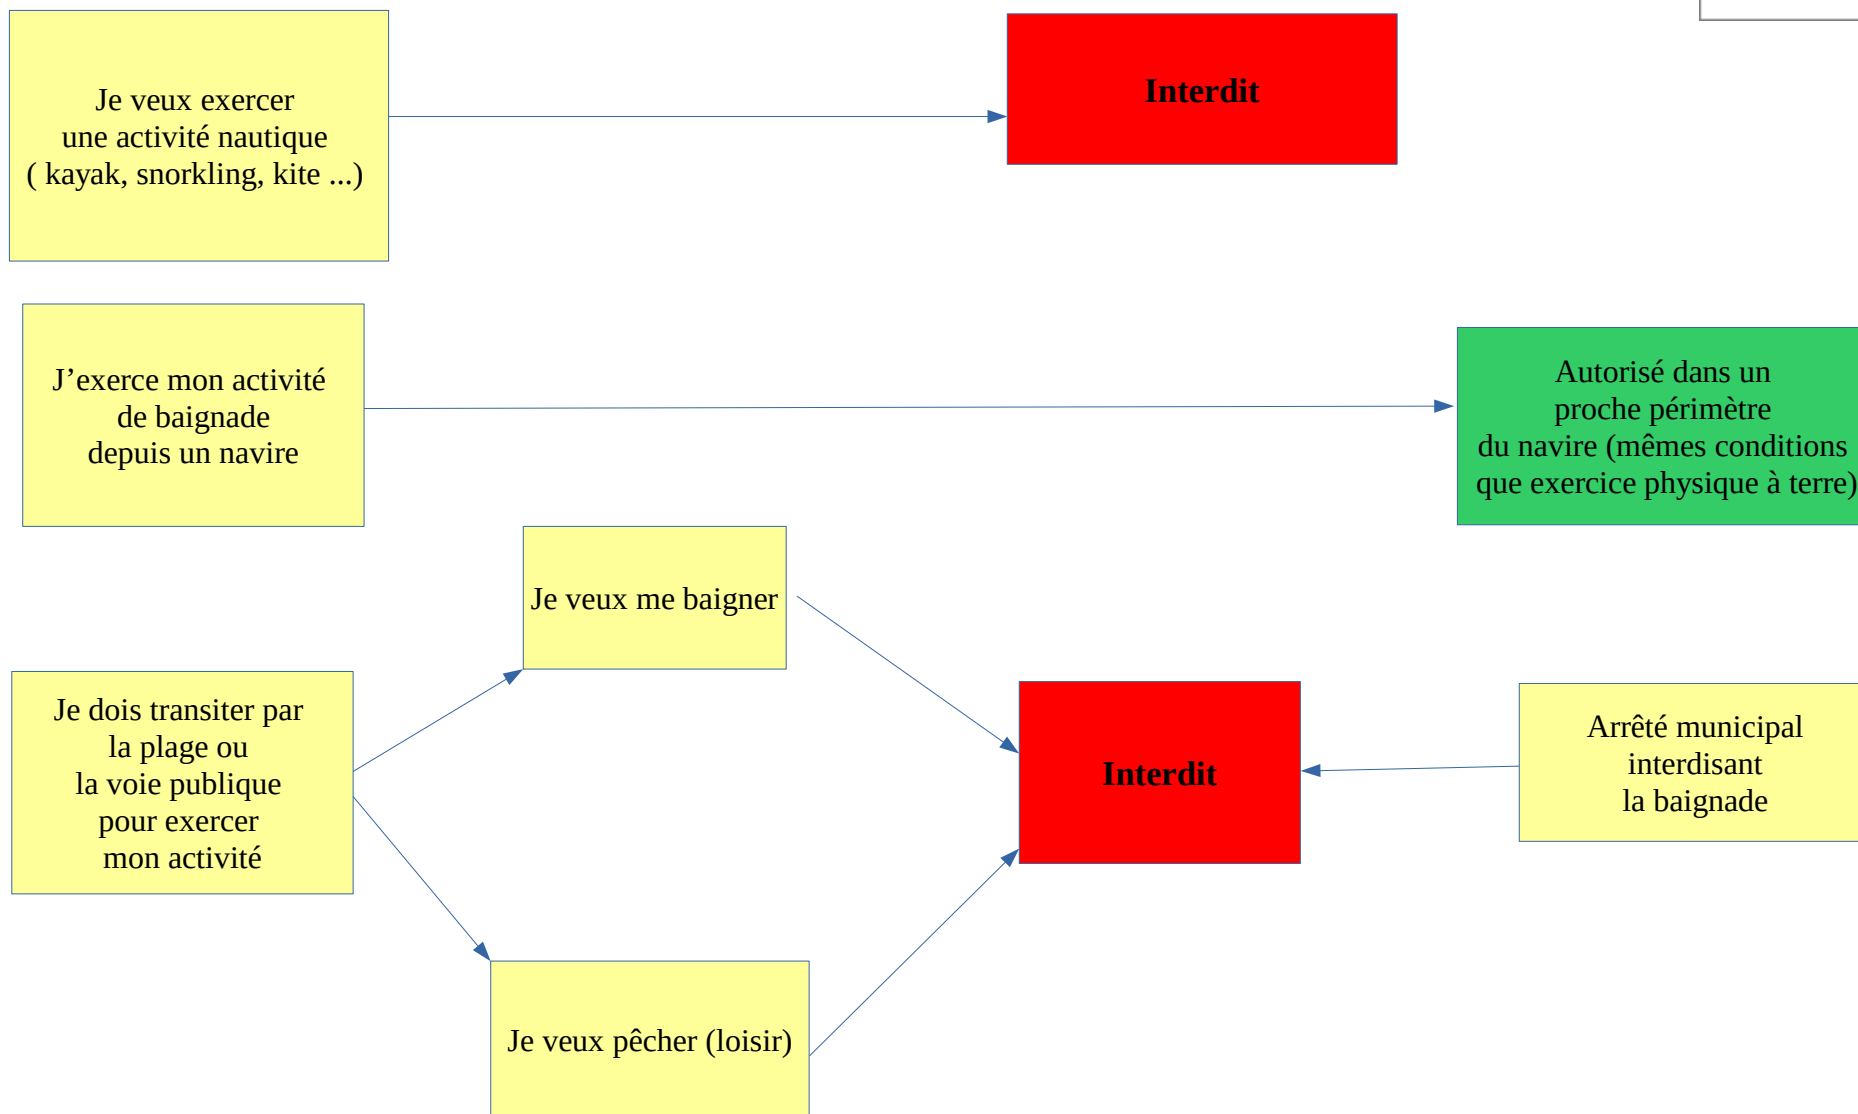 Je veux exercer
une activité nautique
( kayak, snorkling, kite ...)
Interdit
J’exerce mon activité
de baignade
depuis un navire
Autorisé dans un
proche périmètre
du navire (mêmes conditions
que exercice physique à terre)
Je veux me baigner
Je dois transiter par
la plage ou
la voie publique
pour exercer
mon activité
Interdit
Arrêté municipal
interdisant
la baignade
Je veux pêcher (loisir)